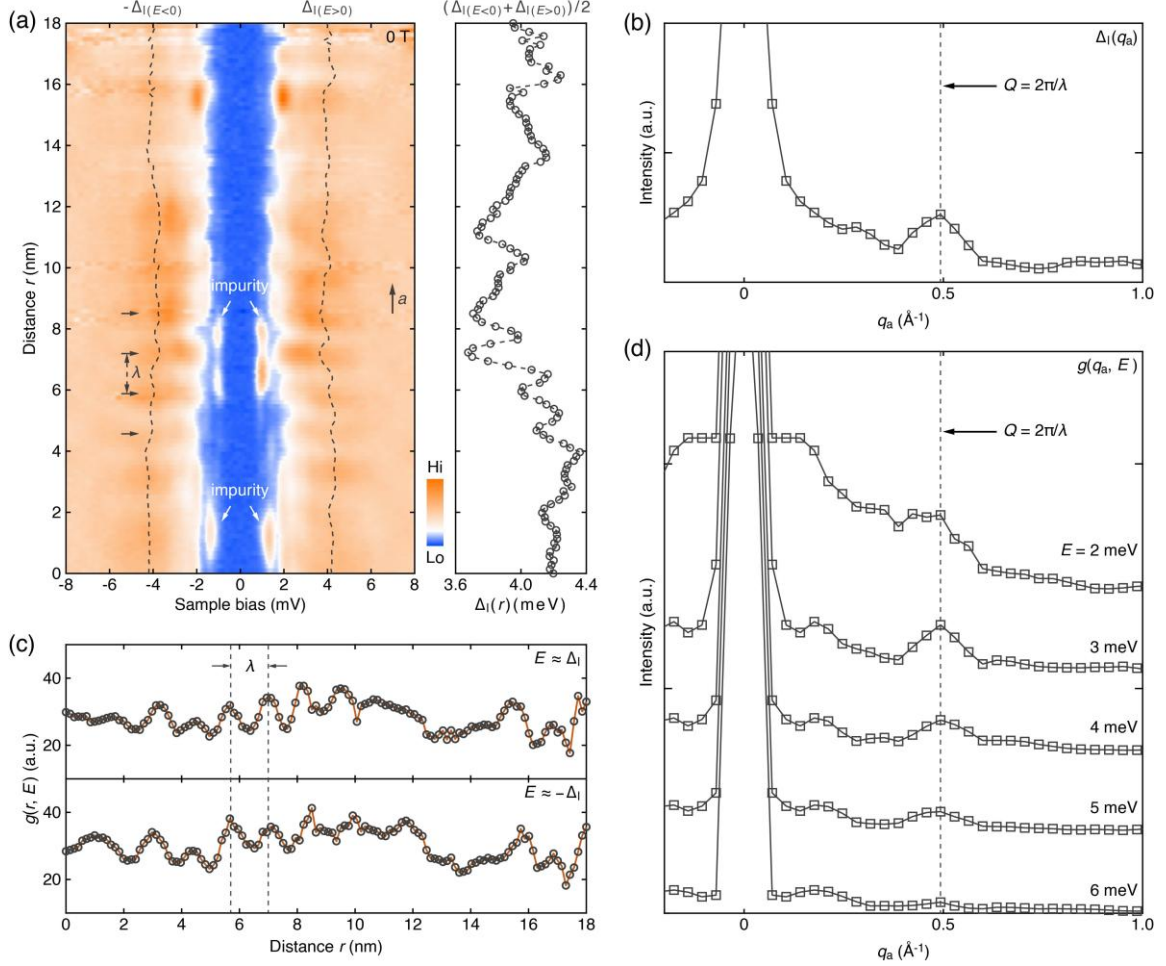 (a)
-ΔI(E<0)
ΔI(E>0)
(ΔI(E<0)+ΔI(E>0))/2
0 T
Distance r (nm)
18
16
14
12
10
8
6
4
2
0
impurity
a
λ
impurity
Hi
Lo
-8 -6 -4 -2 0 2 4 6 8
Sample bias (mV)
3.6 4.0 4.4
ΔI(r) (meV)
(b)
ΔI(qa)
Q = 2π/λ
Intensity (a.u.)
0 0.5 1.0
qa (Å-1)
(c)
E ≈ ΔI
λ
40
20
E ≈ -ΔI
40
20
g(r, E) (a.u.)
0 2 4 6 8 10 12 14 16 18
Distance r (nm)
(d)
g(qa, E)
Q = 2π/λ
E = 2 meV
3 meV
4 meV
5 meV
6 meV
Intensity (a.u.)
0 0.5 1.0
qa (Å-1)